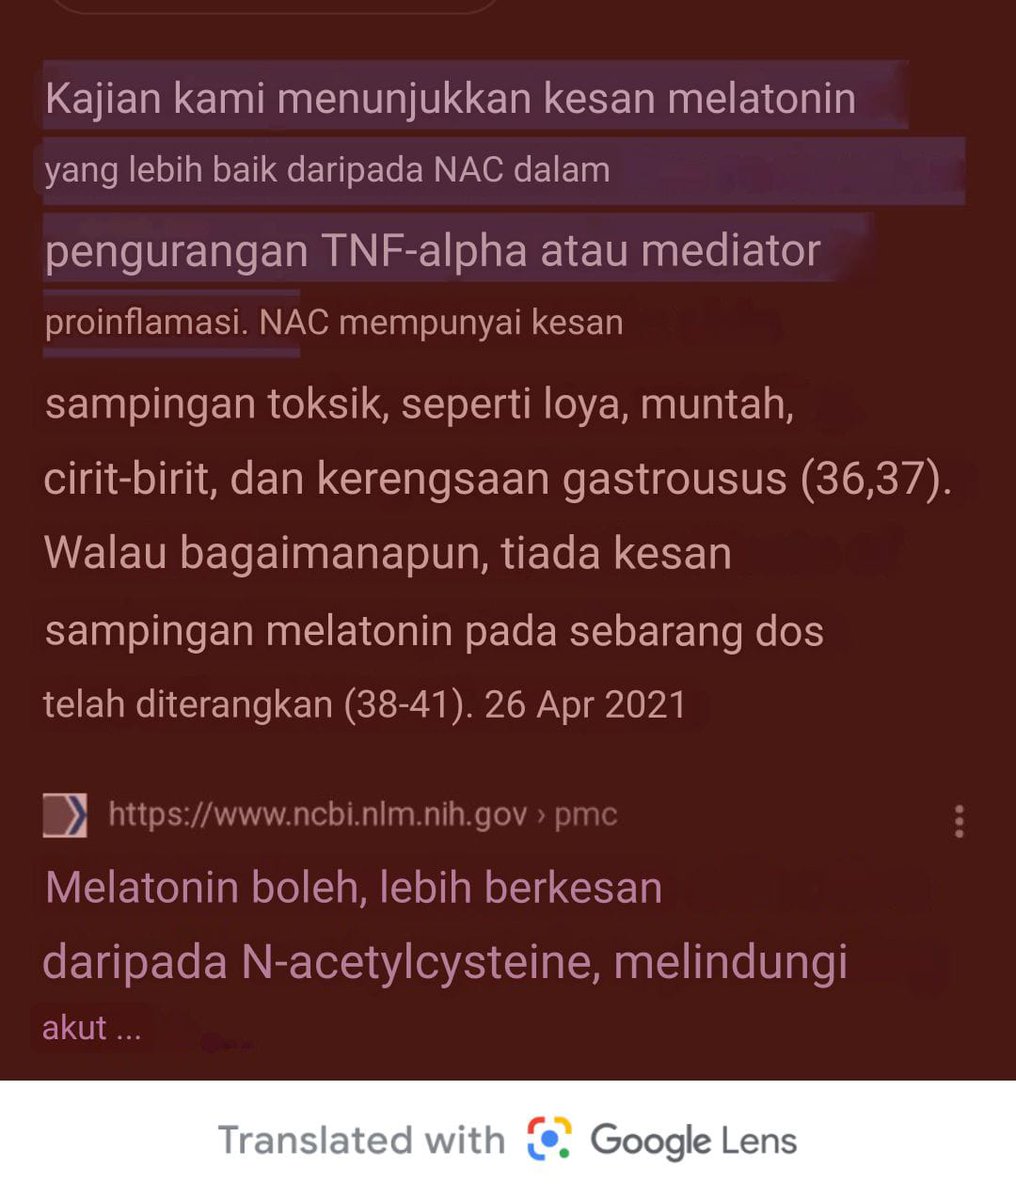 Kajian kami menunjukkan kesan melatonin
yang lebih baik daripada NAC dalam
pengurangan TNF-alpha atau mediator
proinflamasi. NAC mempunyai kesan
sampingan toksik, seperti loya, muntah,
cirit-birit, dan kerengsaan gastrousus (36,37).
Walau bagaimanapun, tiada kesan
sampingan melatonin pada sebarang dos
telah diterangkan (38-41). 26 Apr 2021
https://www.ncbi.nlm.nih.gov › pmc
Melatonin boleh, lebih berkesan
daripada N-acetylcysteine, melindungi
akut ...
Translated with Google Lens